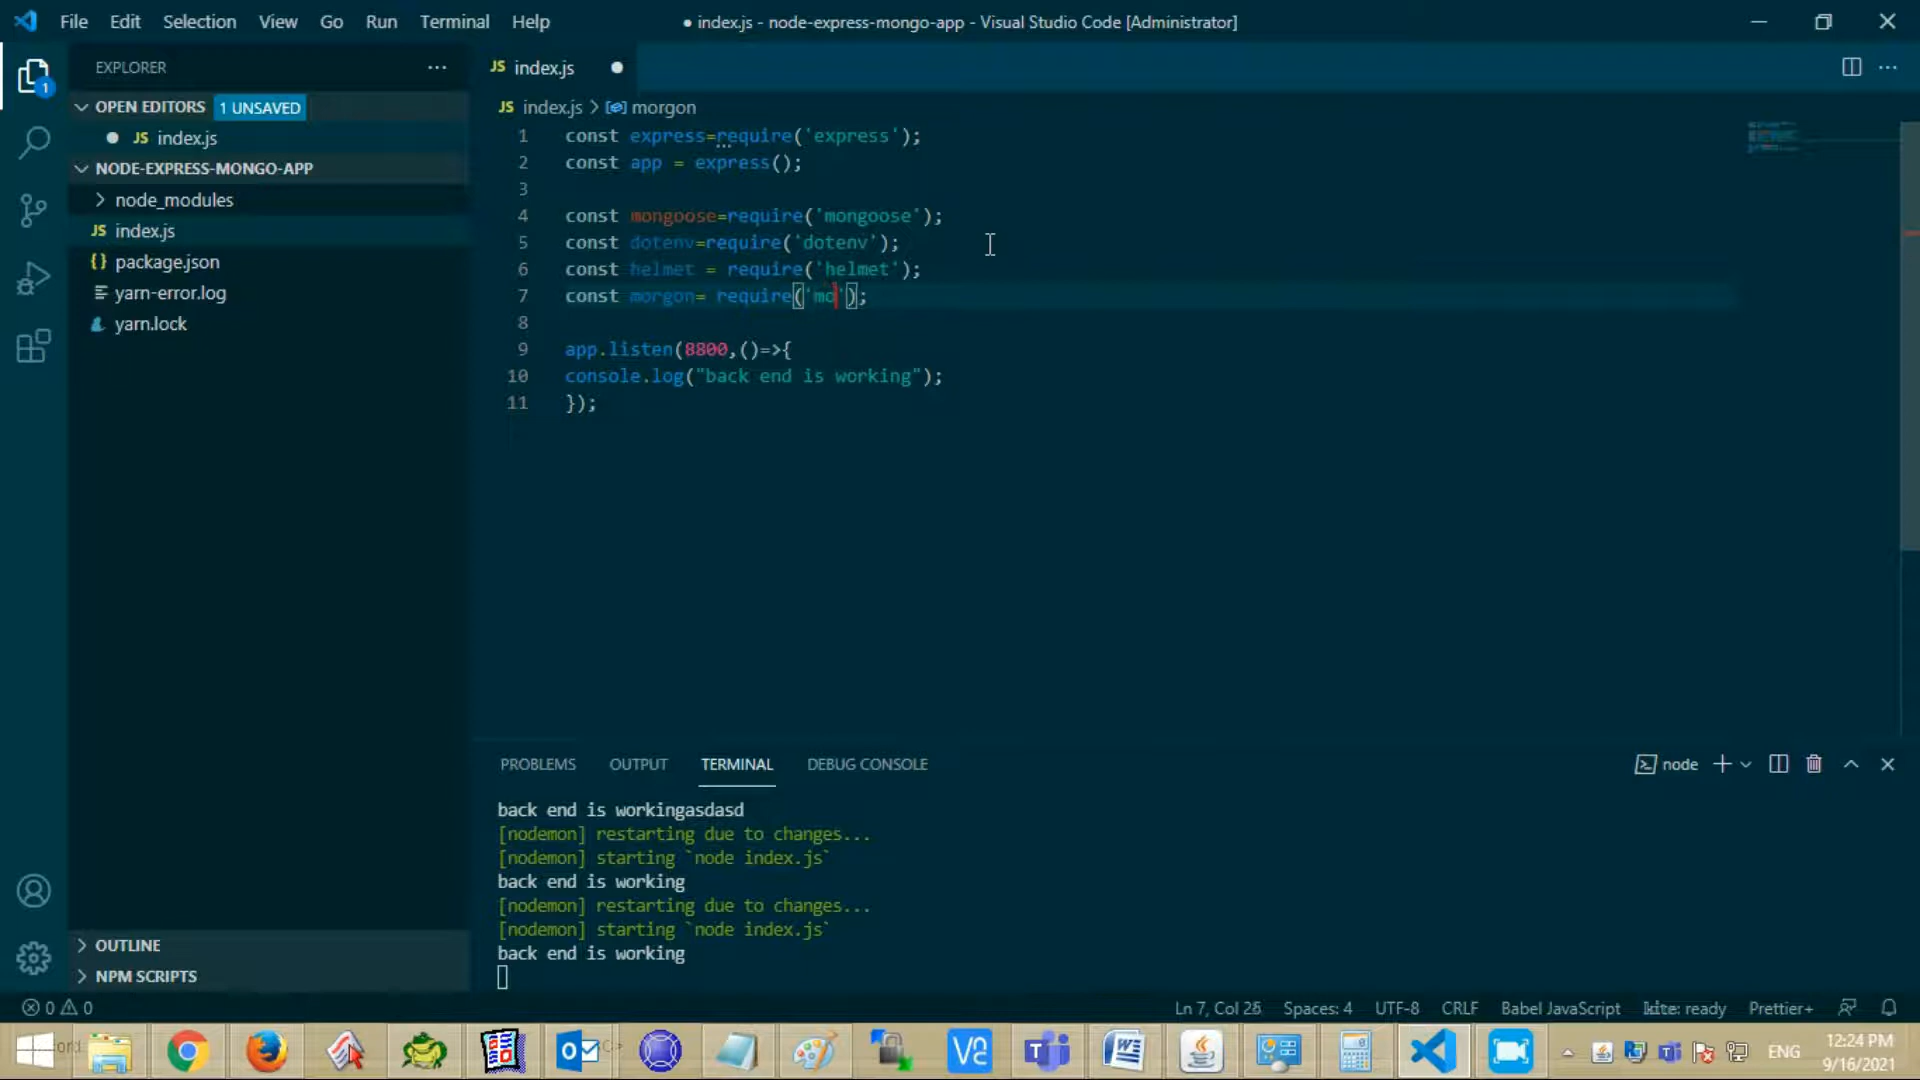 File Edit Selection View Go Run Terminal Help
● index.js - node-express-mongo-app - Visual Studio Code [Administrator]
EXPLORER
OPEN EDITORS 1 UNSAVED
JS index.js
NODE-EXPRESS-MONGO-APP
node_modules
JS index.js
{} package.json
yarn-error.log
yarn.lock
OUTLINE
NPM SCRIPTS
JS index.js
JS index.js > morgon
1 const express=require('express');
2 const app = express();
3
4 const mongoose=require('mongoose');
5 const dotenv=require('dotenv');
6 const helmet = require('helmet');
7 const morgon= require('mo');
8
9 app.listen(8800,()=>{
10 console.log("back end is working");
11 });
PROBLEMS OUTPUT TERMINAL DEBUG CONSOLE
node
back end is workingasdasd
[nodemon] restarting due to changes...
[nodemon] starting `node index.js`
back end is working
[nodemon] restarting due to changes...
[nodemon] starting `node index.js`
back end is working
0 0
Ln 7, Col 26 Spaces: 4 UTF-8 CRLF Babel JavaScript kite: ready Prettier+
ENG
12:24 PM
9/16/2021